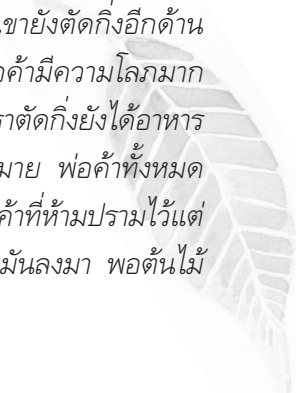 ขายังตัดกิ่งอีกด้าน
ค้ามีความโลภมาก
ราตัดกิ่งยังได้อาหาร
มาย พ่อค้าทั้งหมด
ค้าที่ห้ามปรามไว้แต่
มันลงมา พอต้นไม้